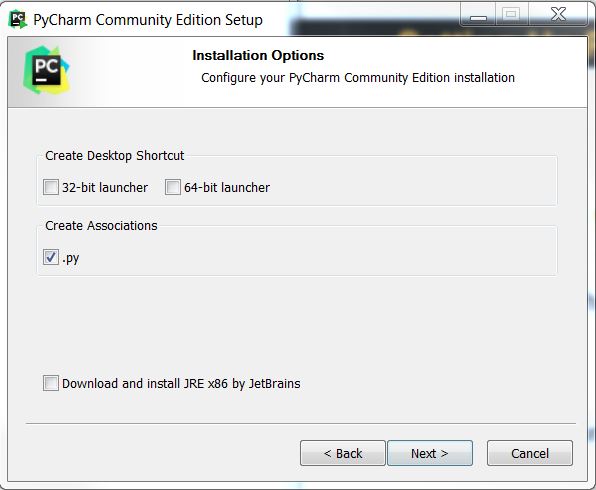 PyCharm Community Edition Setup
PC
Installation Options
Configure your PyCharm Community Edition installation
Create Desktop Shortcut
32-bit launcher 64-bit launcher
Create Associations
.py
Download and install JRE x86 by JetBrains
< Back Next > Cancel